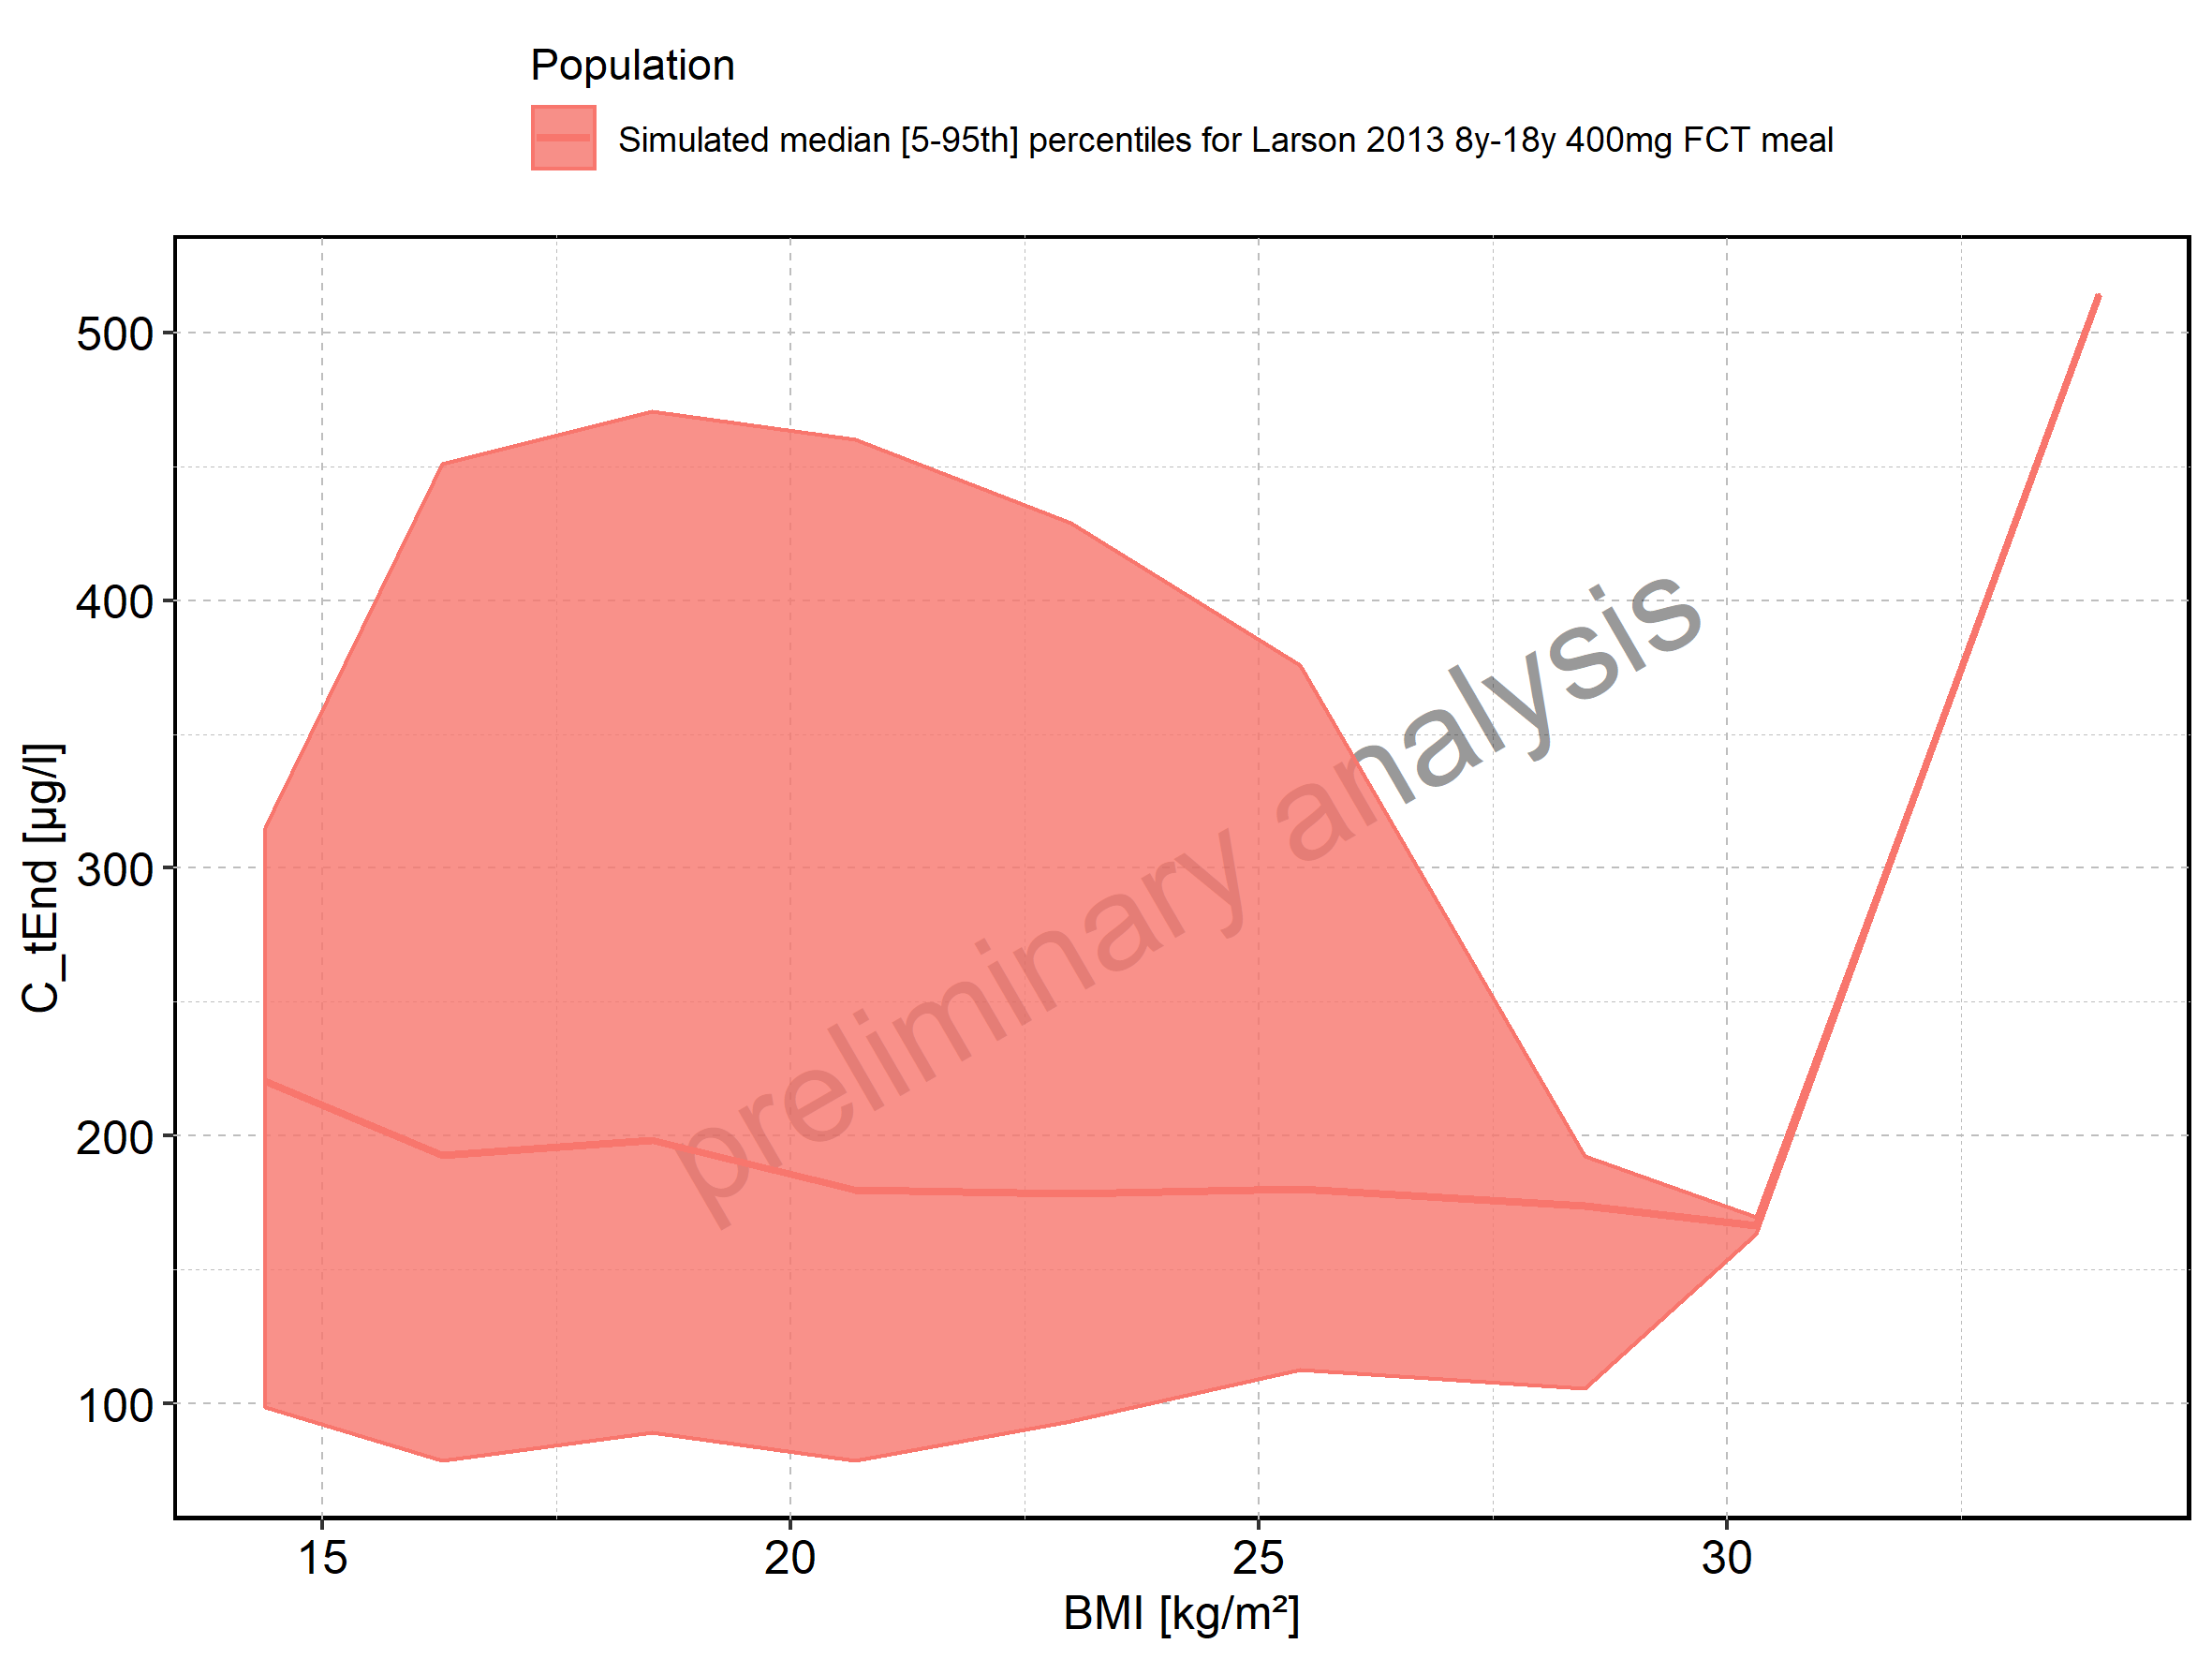 Population
Simulated median [5-95th] percentiles for Larson 2013 8y-18y 400mg FCT meal
C_tEnd [µg/l]
500
400
300
200
100
preliminary analysis
15
20
25
30
BMI [kg/m²]